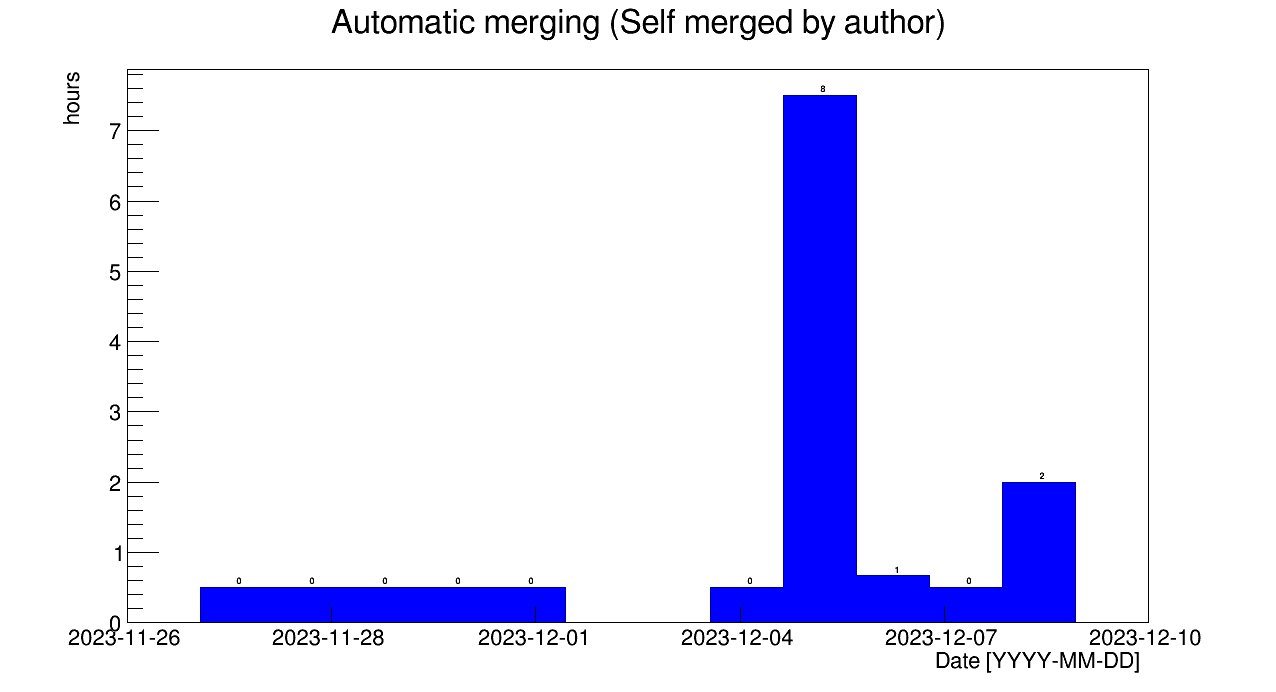 Automatic merging (Self merged by author)
hours
8
7
6
5
4
3
2
2
1
1
0 0 0 0 0 0 0
0
2023-11-26 2023-11-28 2023-12-01 2023-12-04 2023-12-07 2023-12-10
Date [YYYY-MM-DD]